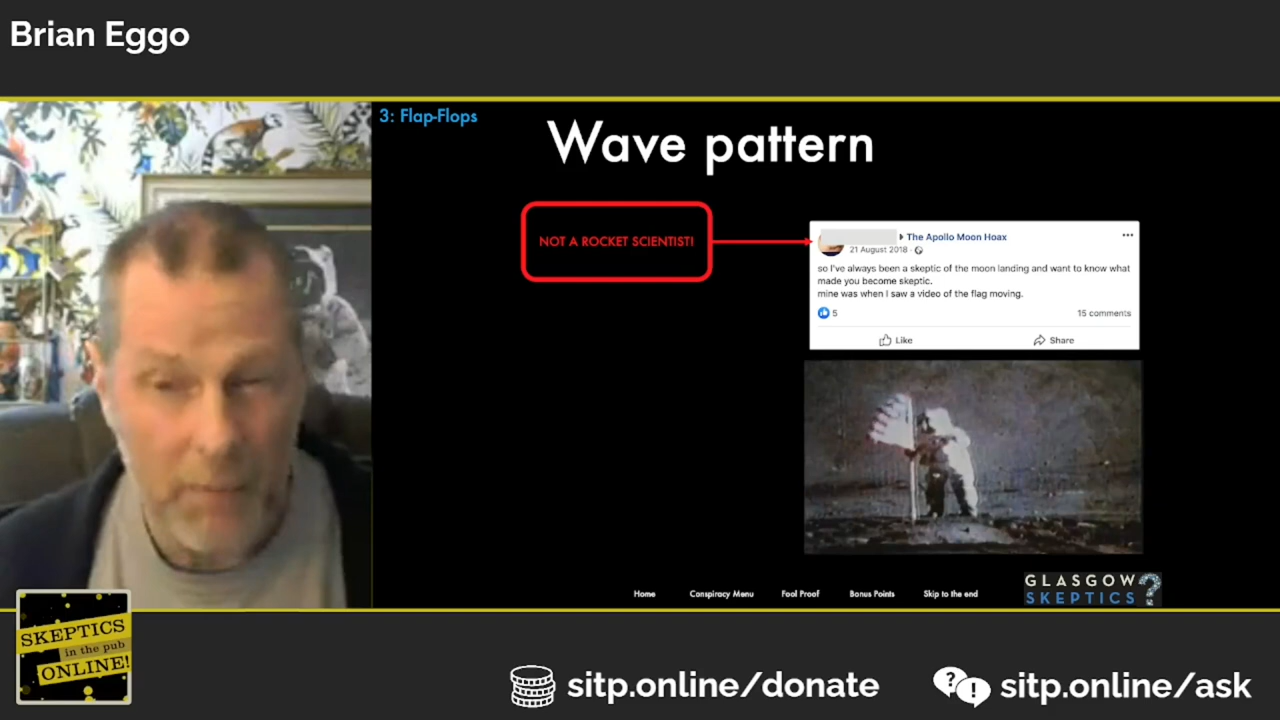 Brian Eggo
3: Flap-Flops
Wave pattern
NOT A ROCKET SCIENTIST!
The Apollo Moon Hoax
21 August 2018 ·
so I've always been a skeptic of the moon landing and want to know what
made you become skeptic.
mine was when I saw a video of the flag moving.
5
15 comments
Like
Share
Home
Conspiracy Menu
Fool Proof
Bonus Points
Skip to the end
GLASGOW
SKEPTICS
?
SKEPTICS
in the pub
ONLINE!
sitp.online/donate
? !
sitp.online/ask